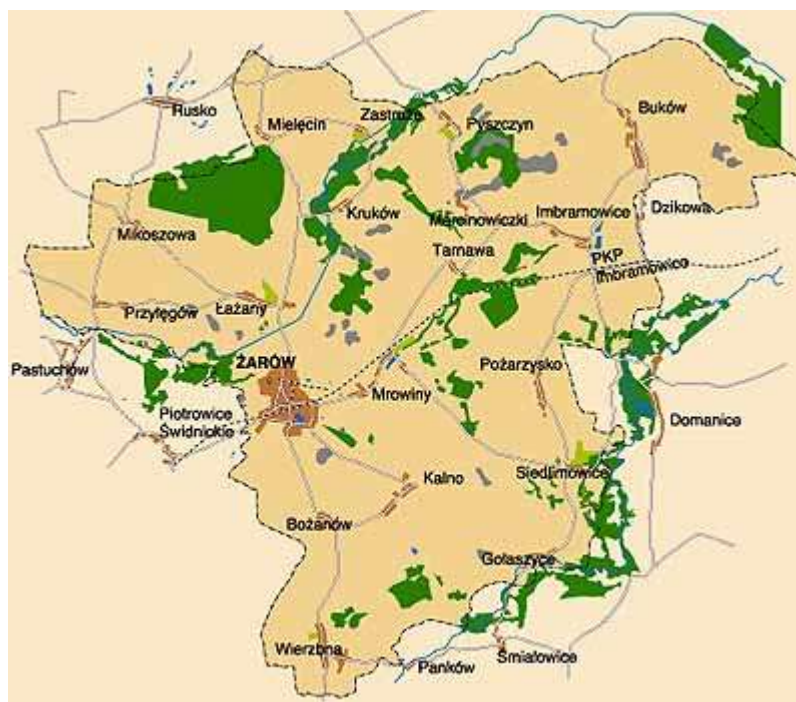 Rusko
Mielęcin
Zastruże
Pyszczyn
Buków
Kruków
Marcinowiczki
Imbramowice
Dzikowa
Mikoszowa
Tarnawa
PKP
Imbramowice
Przyłęgów
Łażany
Pastuchów
ŻARÓW
Mrowiny
Pożarzysko
Piotrowice
Świdnickie
Domanice
Kalno
Siedlimowice
Bożanów
Gołaszyce
Wierzbna
Panków
Śmiałowice